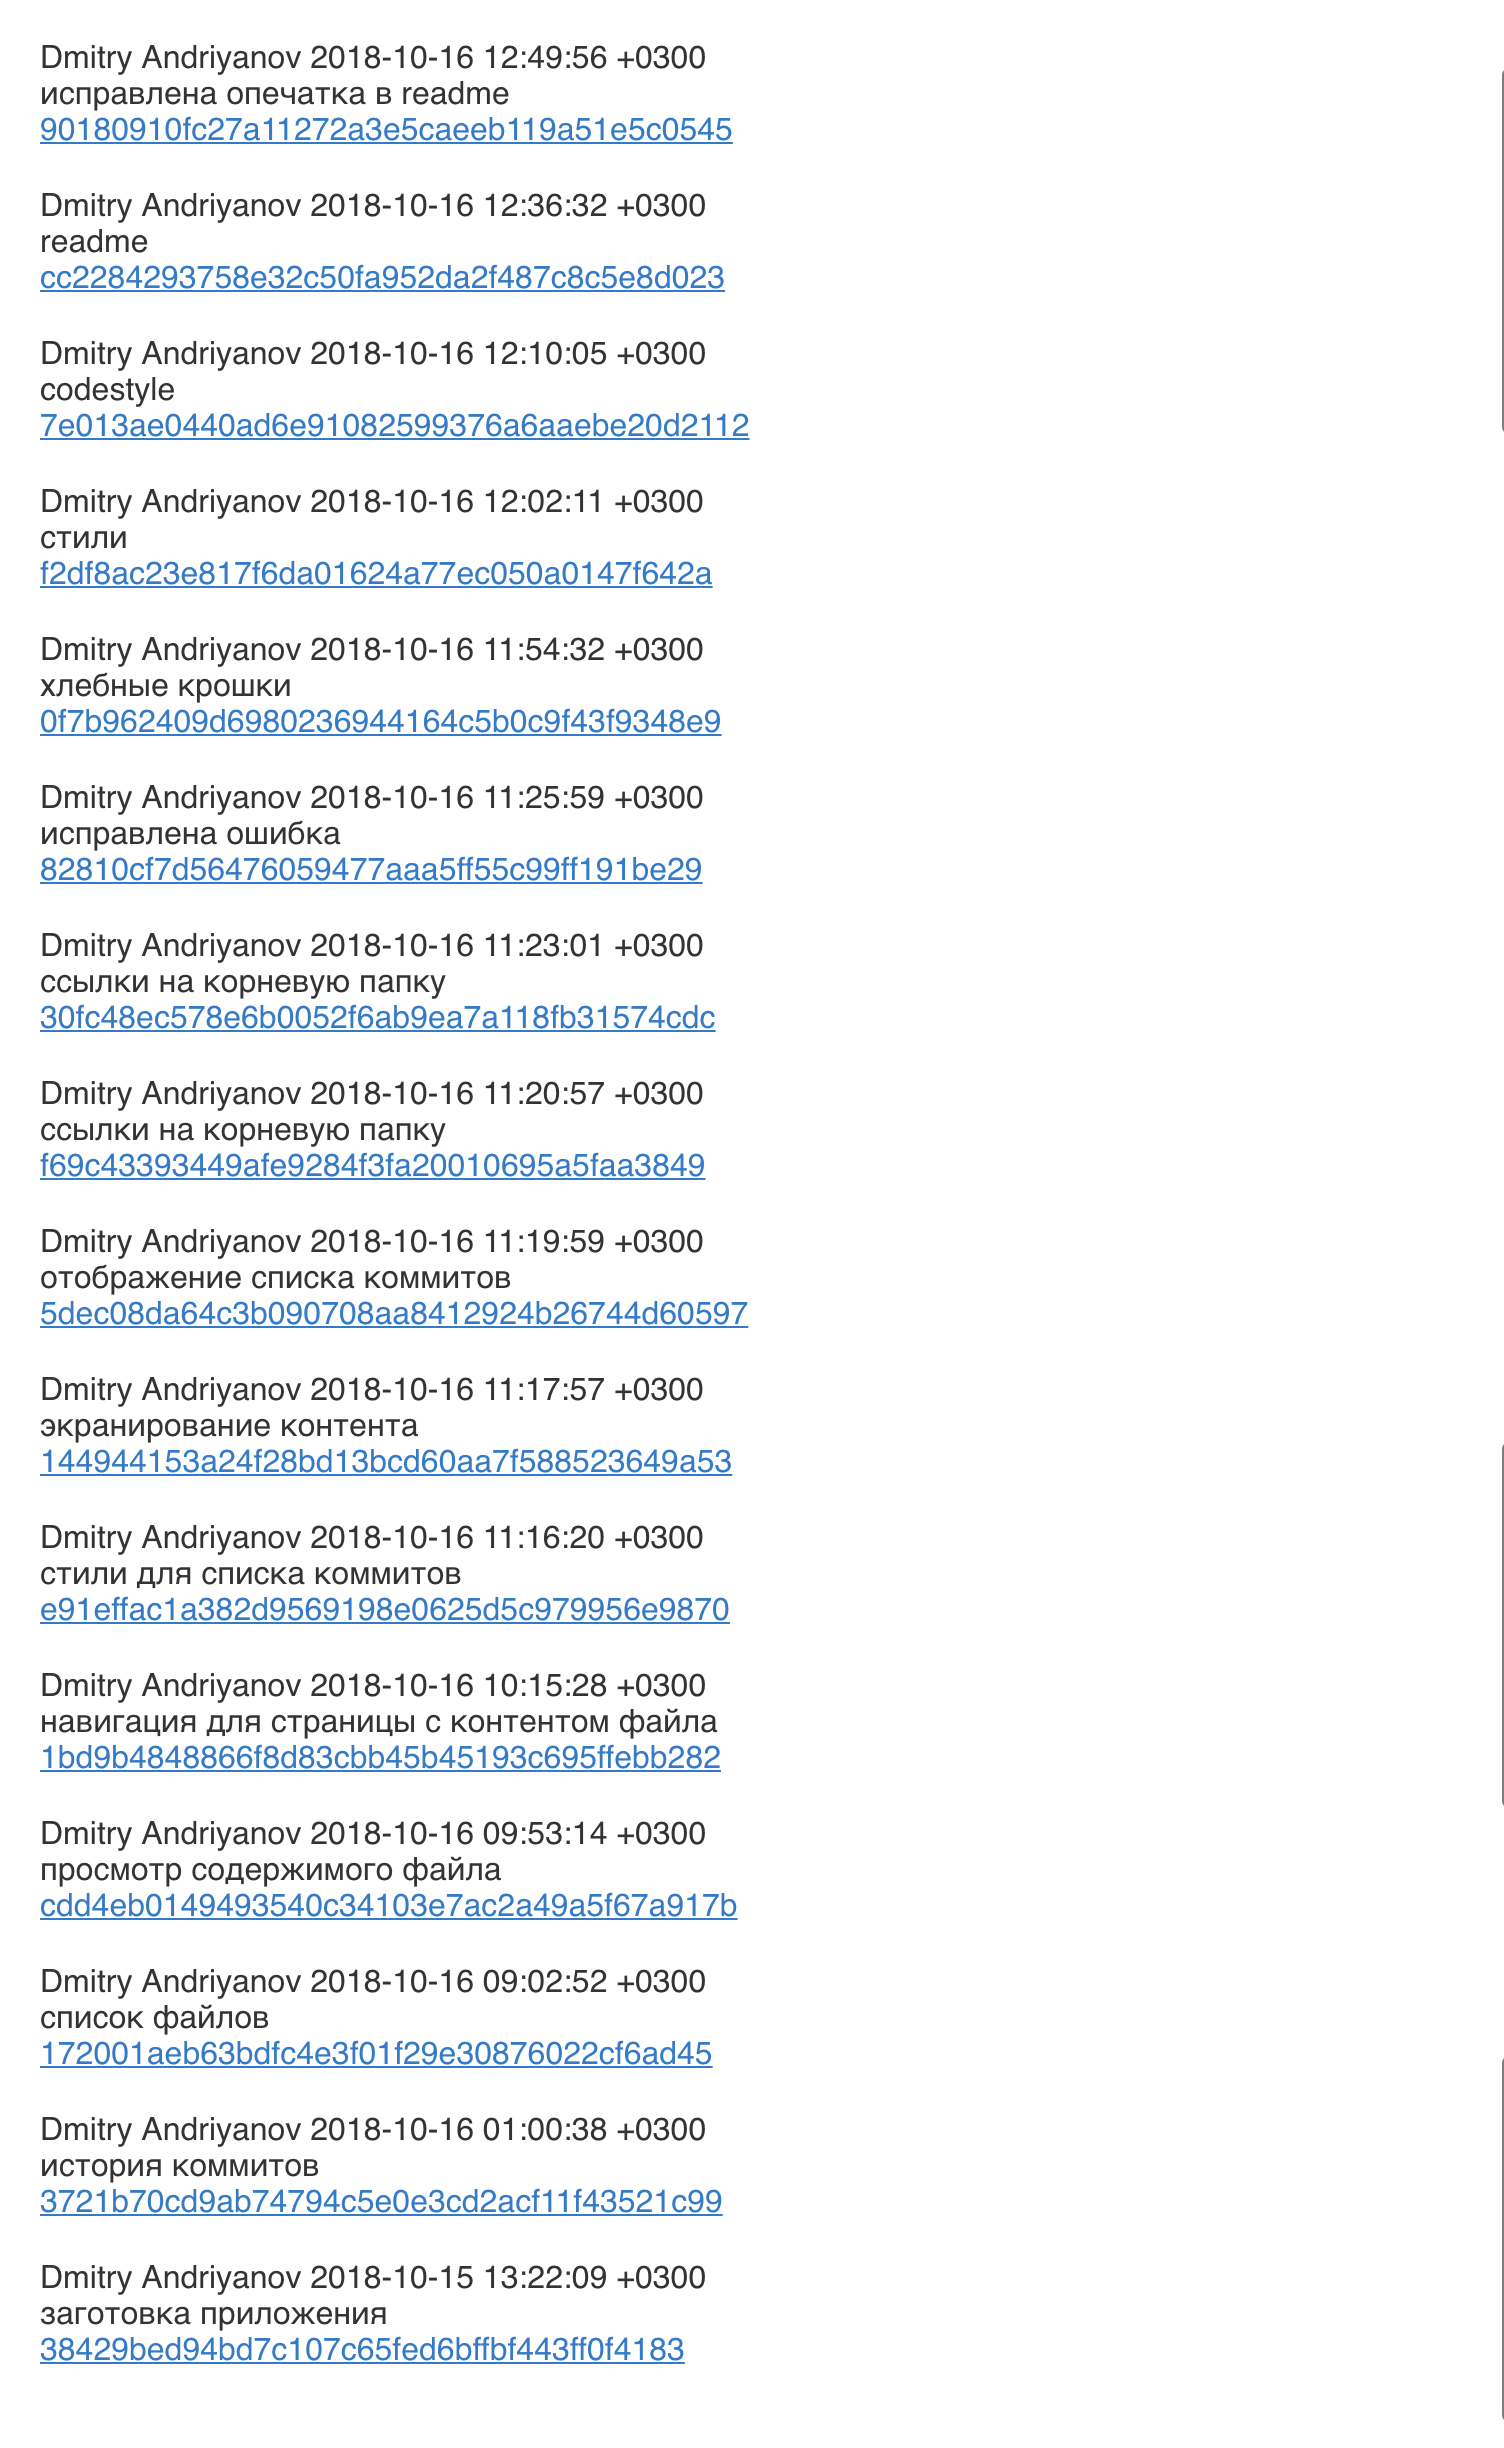 Dmitry Andriyanov 2018-10-16 12:49:56 +0300
исправлена опечатка в readme
90180910fc27a11272a3e5caeeb119a51e5c0545
Dmitry Andriyanov 2018-10-16 12:36:32 +0300
readme
cc2284293758e32c50fa952da2f487c8c5e8d023
Dmitry Andriyanov 2018-10-16 12:10:05 +0300
codestyle
7e013ae0440ad6e91082599376a6aaebe20d2112
Dmitry Andriyanov 2018-10-16 12:02:11 +0300
стили
f2df8ac23e817f6da01624a77ec050a0147f642a
Dmitry Andriyanov 2018-10-16 11:54:32 +0300
хлебные крошки
0f7b962409d6980236944164c5b0c9f43f9348e9
Dmitry Andriyanov 2018-10-16 11:25:59 +0300
исправлена ошибка
82810cf7d56476059477aaa5ff55c99ff191be29
Dmitry Andriyanov 2018-10-16 11:23:01 +0300
ссылки на корневую папку
30fc48ec578e6b0052f6ab9ea7a118fb31574cdc
Dmitry Andriyanov 2018-10-16 11:20:57 +0300
ссылки на корневую папку
f69c43393449afe9284f3fa20010695a5faa3849
Dmitry Andriyanov 2018-10-16 11:19:59 +0300
отображение списка коммитов
5dec08da64c3b090708aa8412924b26744d60597
Dmitry Andriyanov 2018-10-16 11:17:57 +0300
экранирование контента
144944153a24f28bd13bcd60aa7f588523649a53
Dmitry Andriyanov 2018-10-16 11:16:20 +0300
стили для списка коммитов
e91effac1a382d9569198e0625d5c979956e9870
Dmitry Andriyanov 2018-10-16 10:15:28 +0300
навигация для страницы с контентом файла
1bd9b4848866f8d83cbb45b45193c695ffebb282
Dmitry Andriyanov 2018-10-16 09:53:14 +0300
просмотр содержимого файла
cdd4eb0149493540c34103e7ac2a49a5f67a917b
Dmitry Andriyanov 2018-10-16 09:02:52 +0300
список файлов
172001aeb63bdfc4e3f01f29e30876022cf6ad45
Dmitry Andriyanov 2018-10-16 01:00:38 +0300
история коммитов
3721b70cd9ab74794c5e0e3cd2acf11f43521c99
Dmitry Andriyanov 2018-10-15 13:22:09 +0300
заготовка приложения
38429bed94bd7c107c65fed6bffbf443ff0f4183